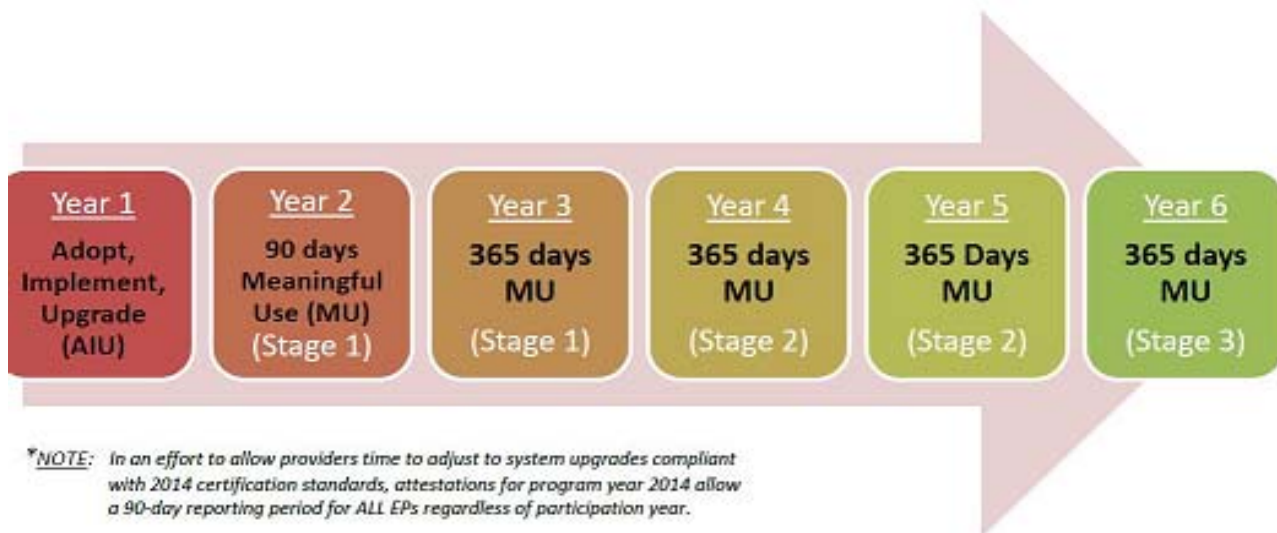 Year 1
Adopt,
Implement,
Upgrade
(AIU)
Year 2
90 days
Meaningful
Use (MU)
(Stage 1)
Year 3
365 days
MU
(Stage 1)
Year 4
365 days
MU
(Stage 2)
Year 5
365 Days
MU
(Stage 2)
Year 6
365 days
MU
(Stage 3)
*NOTE: In an effort to allow providers time to adjust to system upgrades compliant
with 2014 certification standards, attestations for program year 2014 allow
a 90-day reporting period for ALL EPs regardless of participation year.